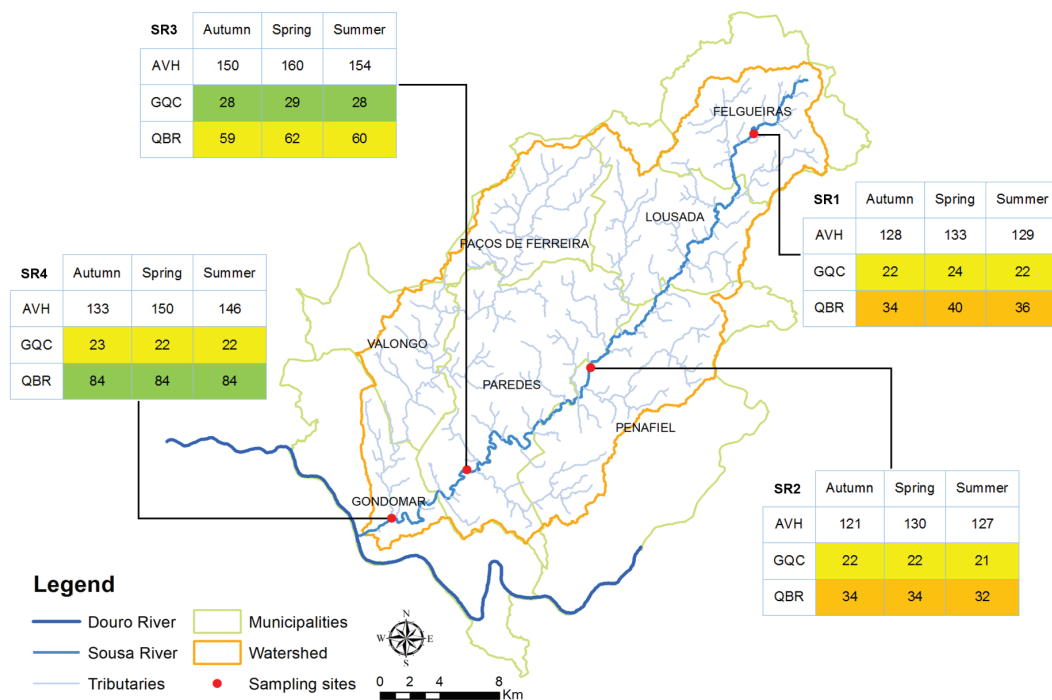 SR3 Autumn Spring Summer
AVH 150 160 154
GQC 28 29 28
QBR 59 62 60
FELGUEIRAS
SR1 Autumn Spring Summer
AVH 128 133 129
GQC 22 24 22
QBR 34 40 36
LOUSADA
PAÇOS DE FERREIRA
SR4 Autumn Spring Summer
AVH 133 150 146
GQC 23 22 22
QBR 84 84 84
VALONGO
PAREDES
PENAFIEL
GONDOMAR
SR2 Autumn Spring Summer
AVH 121 130 127
GQC 22 22 21
QBR 34 34 32
Legend
Douro River Municipalities
Sousa River Watershed
Tributaries Sampling sites
N
W E
S
0 2 4 8
Km